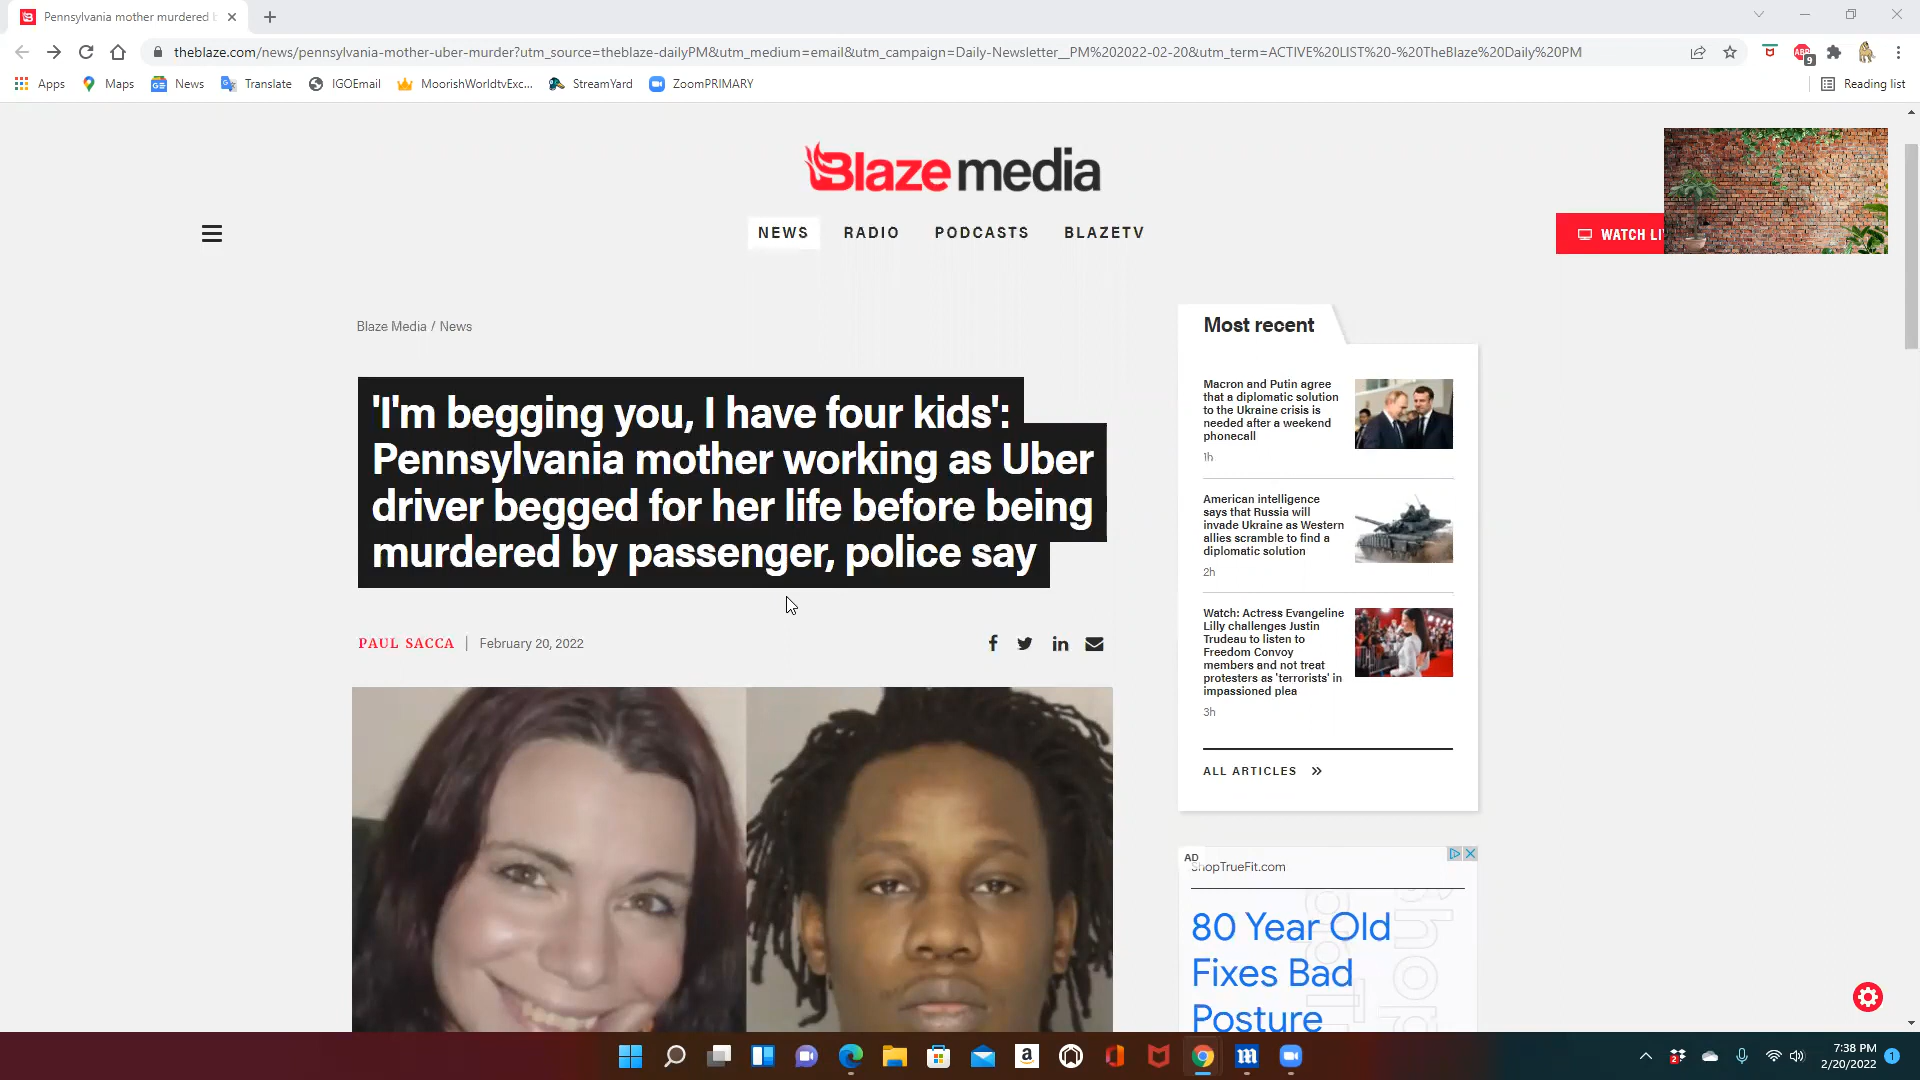 Pennsylvania mother murdered b
theblaze.com/news/pennsylvania-mother-uber-murder?utm_source=theblaze-dailyPM&utm_medium=email&utm_campaign=Daily-Newsletter__PM%202022-02-20&utm_term=ACTIVE%20LIST%20-%20TheBlaze%20Daily%20PM
ABP
9
Apps
Maps
News
Translate
IGOEmail
MoorishWorldtvExc...
StreamYard
ZoomPRIMARY
Reading list
Blaze media
NEWS
RADIO
PODCASTS
BLAZETV
WATCH LI
Blaze Media / News
'I'm begging you, I have four kids':
Pennsylvania mother working as Uber
driver begged for her life before being
murdered by passenger, police say
PAUL SACCA | February 20, 2022
Most recent
Macron and Putin agree
that a diplomatic solution
to the Ukraine crisis is
needed after a weekend
phonecall
1h
American intelligence
says that Russia will
invade Ukraine as Western
allies scramble to find a
diplomatic solution
2h
Watch: Actress Evangeline
Lilly challenges Justin
Trudeau to listen to
Freedom Convoy
members and not treat
protesters as 'terrorists' in
impassioned plea
3h
ALL ARTICLES
AD
ShopTrueFit.com
80 Year Old
Fixes Bad
Posture
7:38 PM
2/20/2022
1